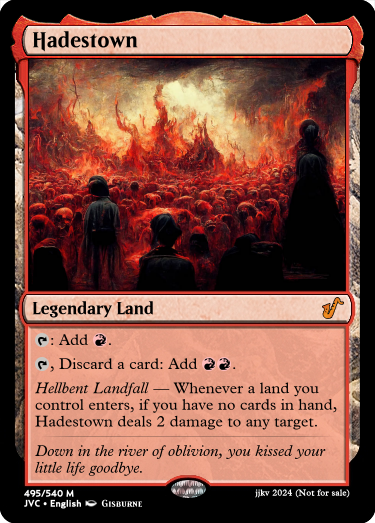 Hadestown
Legendary Land
: Add .
, Discard a card: Add .
Hellbent Landfall — Whenever a land you
control enters, if you have no cards in hand,
Hadestown deals 2 damage to any target.
Down in the river of oblivion, you kissed your
little life goodbye.
495/540 M
JVC • English Gisburne
jjkv 2024 (Not for sale)